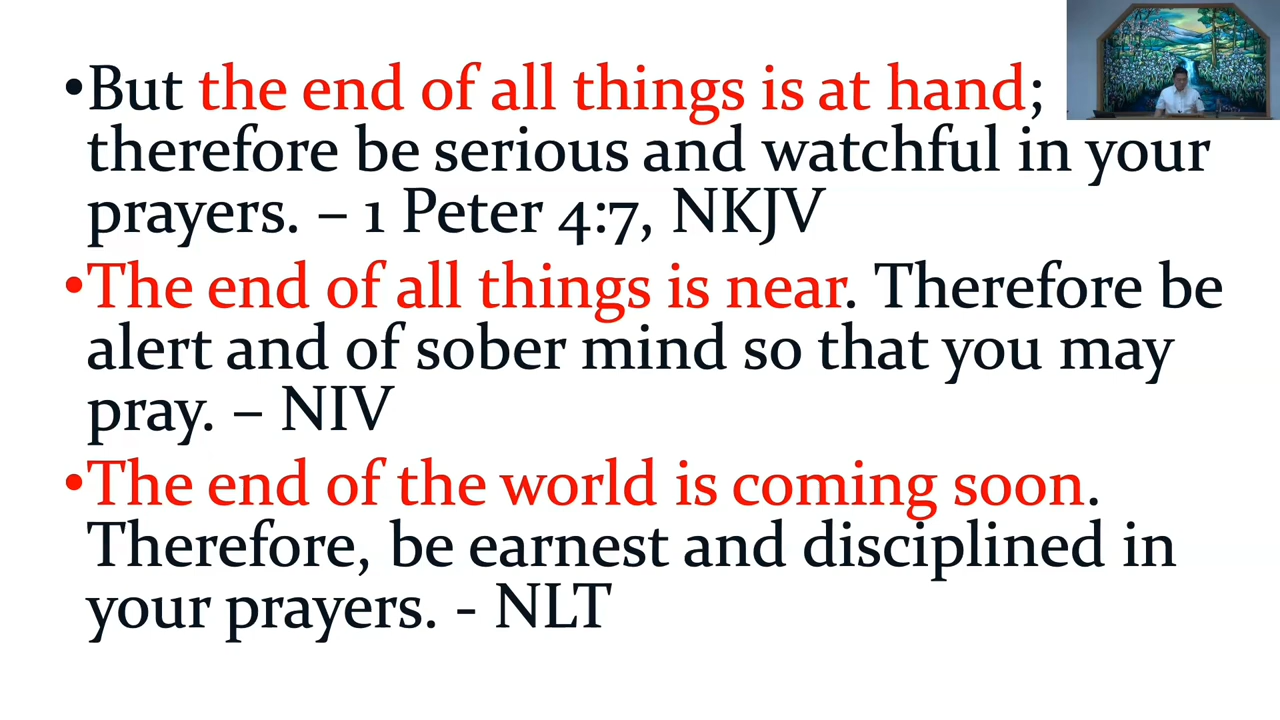 •But the end of all things is at hand;
therefore be serious and watchful in your
prayers. – 1 Peter 4:7, NKJV
•The end of all things is near. Therefore be
alert and of sober mind so that you may
pray. – NIV
•The end of the world is coming soon.
Therefore, be earnest and disciplined in
your prayers. - NLT